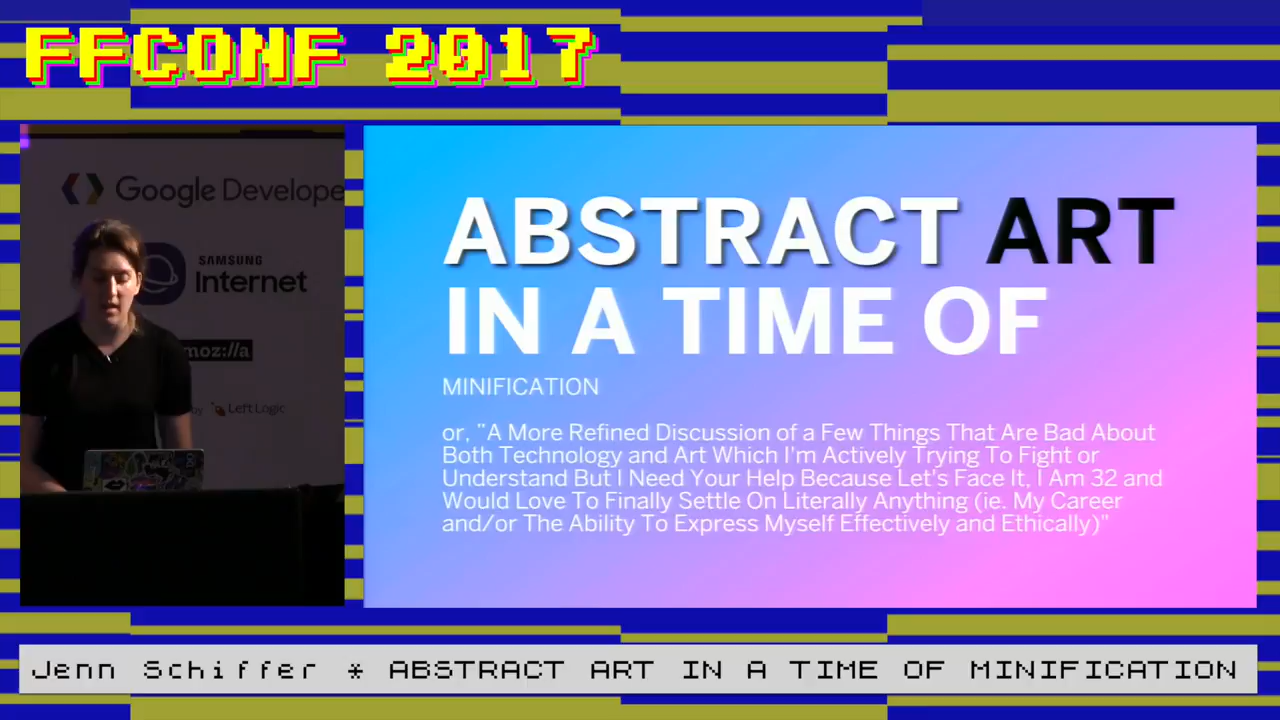 FFCONF 2017
Google Develope
SAMSUNG
Internet
moz://a
by Left Logic
ABSTRACT ART
IN A TIME OF
MINIFICATION
or, "A More Refined Discussion of a Few Things That Are Bad About
Both Technology and Art Which I'm Actively Trying To Fight or
Understand But I Need Your Help Because Let's Face It, I Am 32 and
Would Love To Finally Settle On Literally Anything (ie. My Career
and/or The Ability To Express Myself Effectively and Ethically)"
Jenn Schiffer * ABSTRACT ART IN A TIME OF MINIFICATION